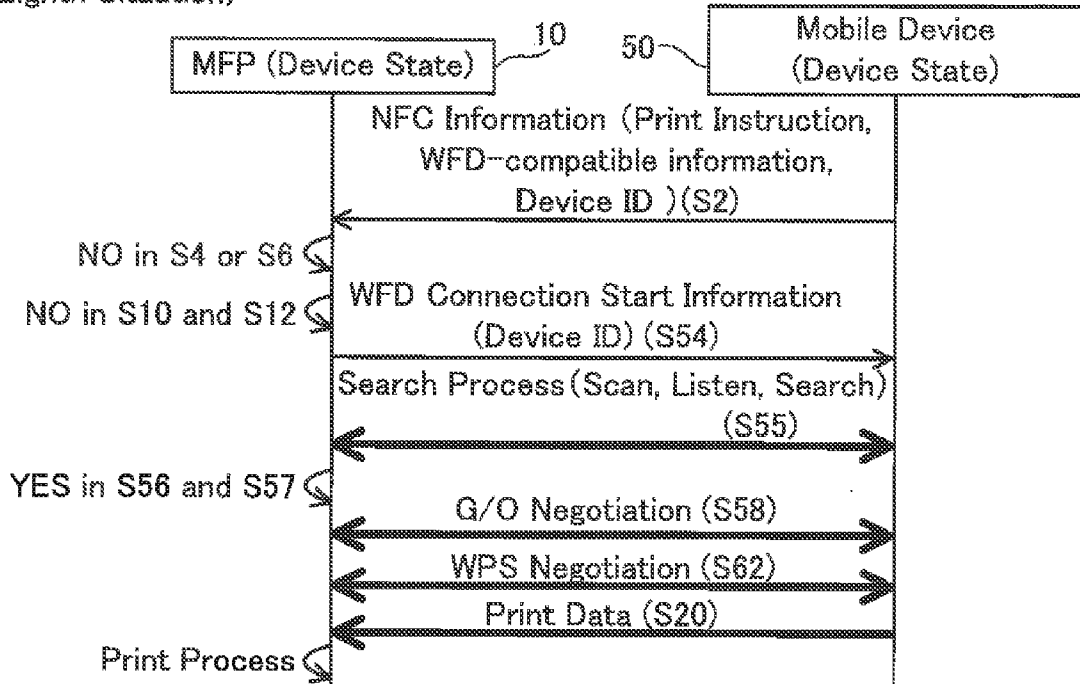 10
50
MFP (Device State)
Mobile Device
(Device State)
NFC Information (Print Instruction,
WFD-compatible information,
Device ID )(S2)
NO in S4 or S6
NO in S10 and S12
WFD Connection Start Information
(Device ID) (S54)
Search Process(Scan, Listen, Search)
(S55)
YES in S56 and S57
G/O Negotiation (S58)
WPS Negotiation (S62)
Print Data (S20)
Print Process